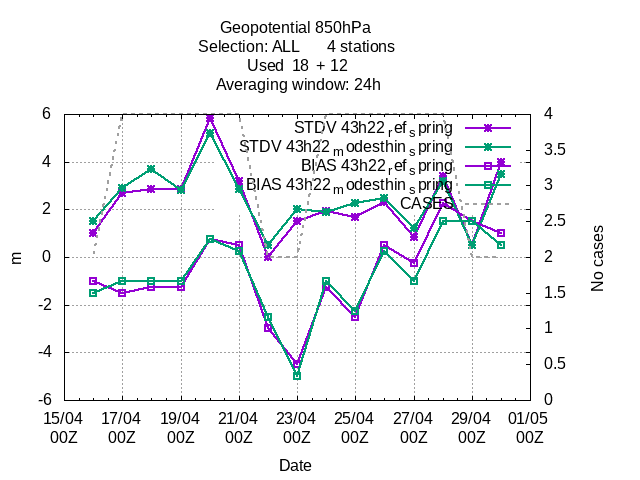 Geopotential 850hPa
Selection: ALL 4 stations
Used 18 + 12
Averaging window: 24h
STDV 43h22_ref_spring
STDV 43h22_modesthin_spring
BIAS 43h22_ref_spring
BIAS 43h22_modesthin_spring
CASES
6
4
2
0
-2
-4
-6
m
4
3.5
3
2.5
2
1.5
1
0.5
0
No cases
15/04 17/04 19/04 21/04 23/04 25/04 27/04 29/04 01/05
00Z 00Z 00Z 00Z 00Z 00Z 00Z 00Z 00Z
Date